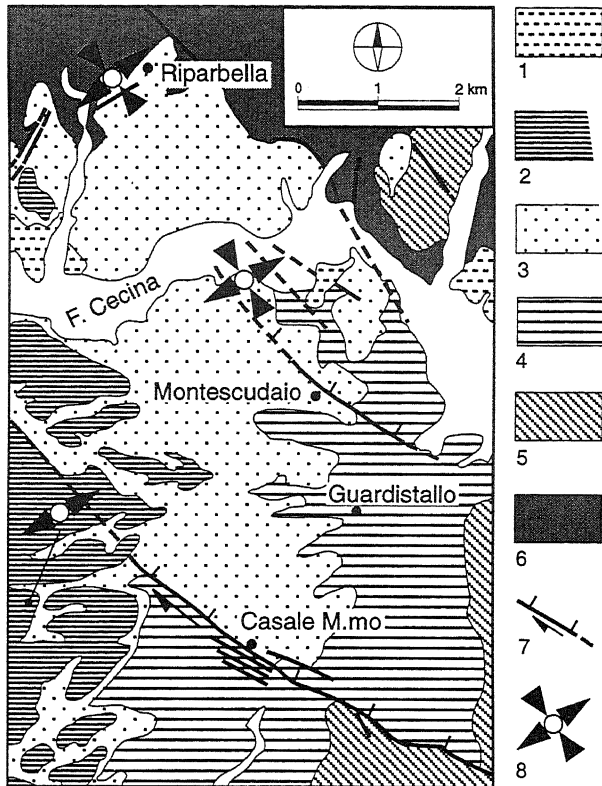 Riparbella
0 1 2 km
F. Cecina
Montescudaio
Guardistallo
Casale M.mo
1
2
3
4
5
6
7
8